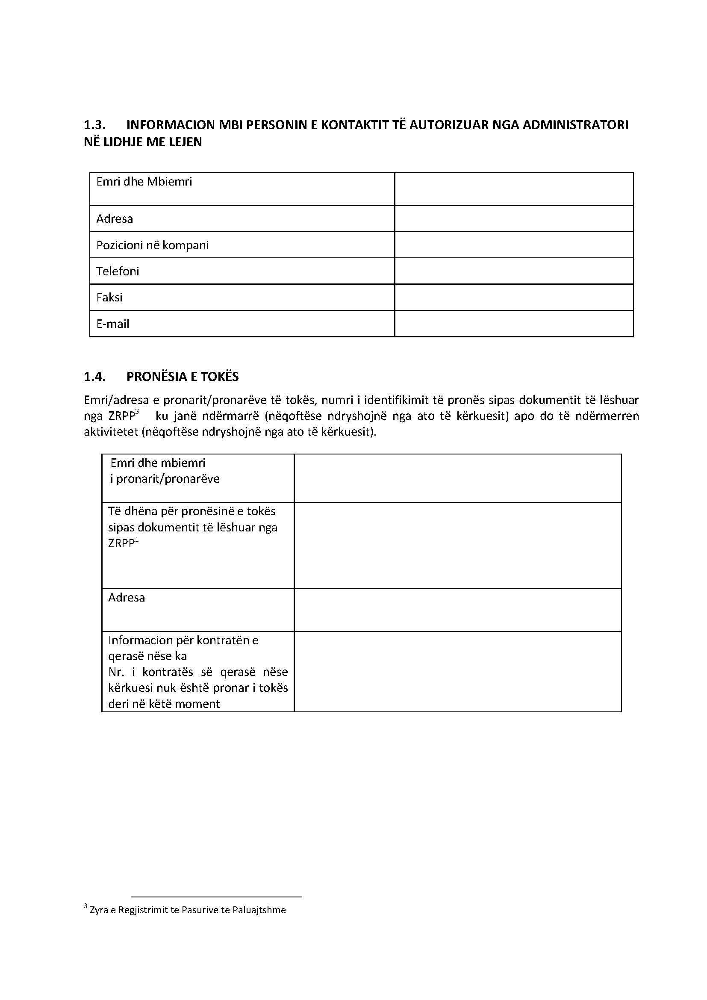 1.3. INFORMACION MBI PERSONIN E KONTAKTIT TË AUTORIZUAR NGA ADMINISTRATORI
NË LIDHJE ME LEJEN
Emri dhe Mbiemri
Adresa
Pozicioni në kompani
Telefoni
Faksi
E-mail
1.4. PRONËSIA E TOKËS
Emri/adresa e pronarit/pronarëve të tokës, numri i identifikimit të pronës sipas dokumentit të lëshuar
nga ZRPP³ ku janë ndërmarrë (nëqoftëse ndryshojnë nga ato të kërkuesit) apo do të ndërmerren
aktivitetet (nëqoftëse ndryshojnë nga ato të kërkuesit).
Emri dhe mbiemri
i pronarit/pronarëve
Të dhëna për pronësinë e tokës
sipas dokumentit të lëshuar nga
ZRPP¹
Adresa
Informacion për kontratën e
qerasë nëse ka
Nr. i kontratës së qerasë nëse
kërkuesi nuk është pronar i tokës
deri në këtë moment
³ Zyra e Regjistrimit te Pasurive te Paluajtshme